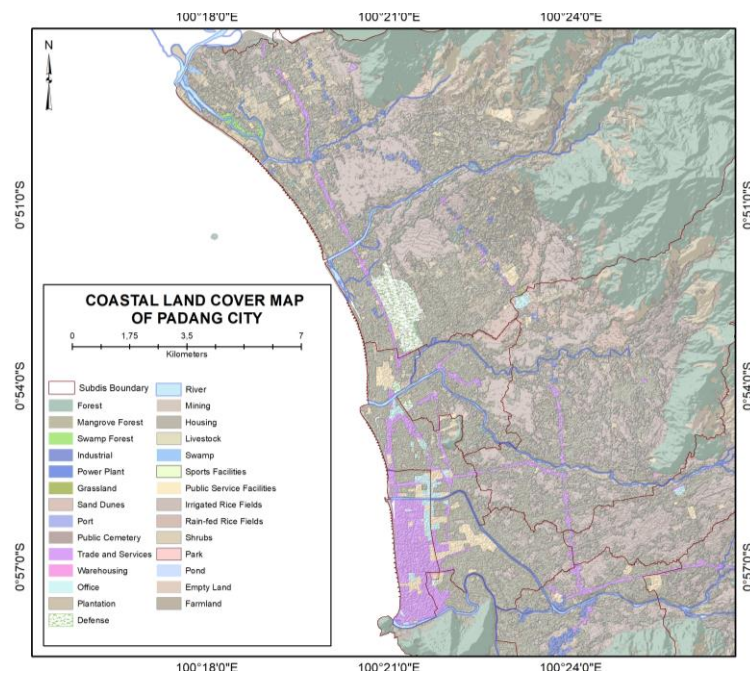 100°18'0"E 100°21'0"E 100°24'0"E
N
0°51'0"S 0°51'0"S
COASTAL LAND COVER MAP
OF PADANG CITY
0 1,75 3.5 7
Kilometers
0°54'0"S 0°54'0"S
Subdis Boundary River
Forest Mining
Mangrove Forest Housing
Swamp Forest Livestock
Industrial Swamp
Power Plant Sports Facilities
Grassland Public Service Facilities
Sand Dunes Irrigated Rice Fields
Port Rain-fed Rice Fields
Public Cemetery Shrubs
Trade and Services Park
Warehousing Pond
Office Empty Land
Plantation Farmland
Defense
0°57'0"S 0°57'0"S
100°18'0"E 100°21'0"E 100°24'0"E